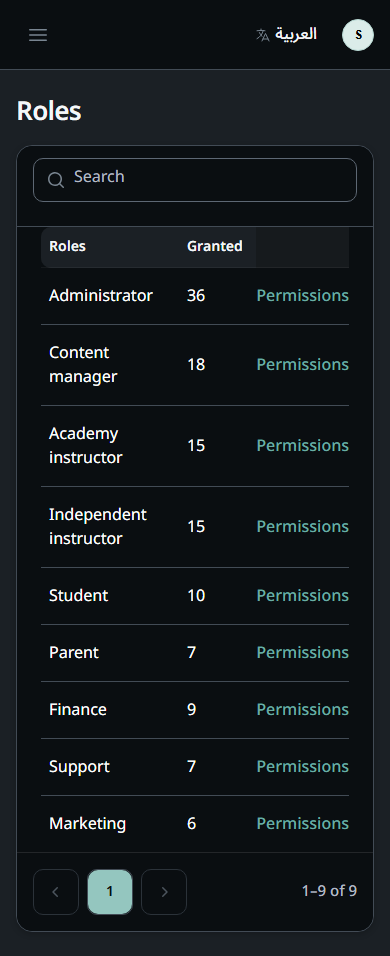 العربية
S
Roles
Search
Roles Granted
Administrator 36 Permissions
Content
manager 18 Permissions
Academy
instructor 15 Permissions
Independent
instructor 15 Permissions
Student 10 Permissions
Parent 7 Permissions
Finance 9 Permissions
Support 7 Permissions
Marketing 6 Permissions
1
1–9 of 9